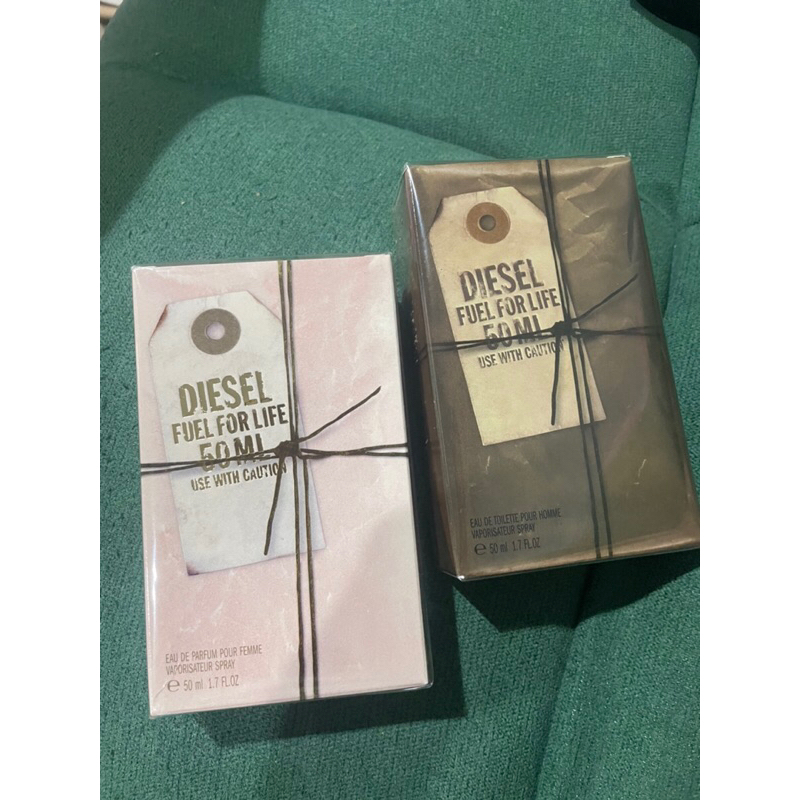 DIESEL
FUEL FOR LIFE
50 ML
USE WITH CAUTION
EAU DE PARFUM POUR FEMME
VAPORISATEUR SPRAY
e 50 ml 1.7 FL.OZ
DIESEL
FUEL FOR LIFE
50 ML
USE WITH CAUTION
EAU DE TOILETTE POUR HOMME
VAPORISATEUR SPRAY
e 50 ml 1.7 FL.OZ